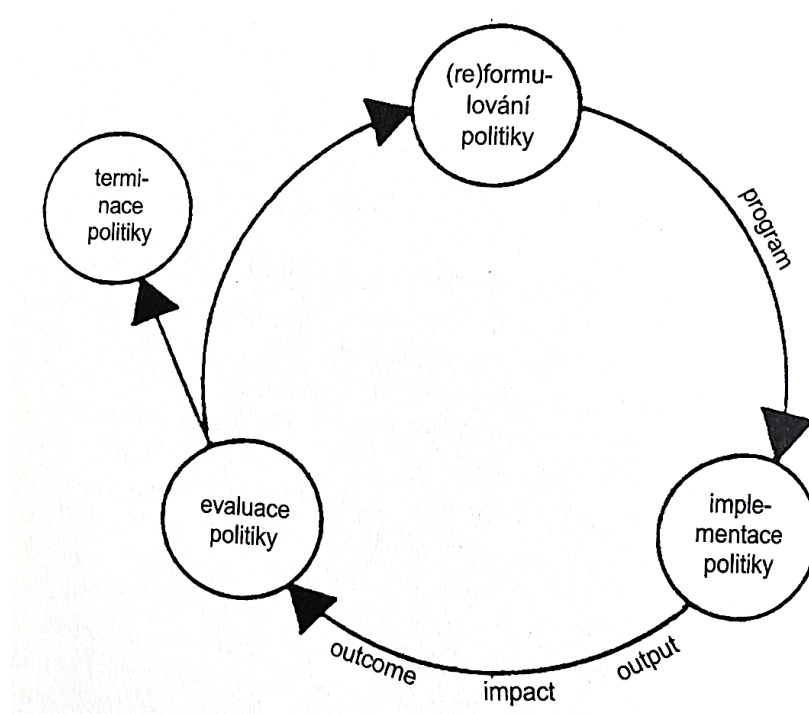 (re)formu-
lování
politiky
termi-
nace
politiky
program
evaluace
politiky
imple-
mentace
politiky
outcome
impact
output